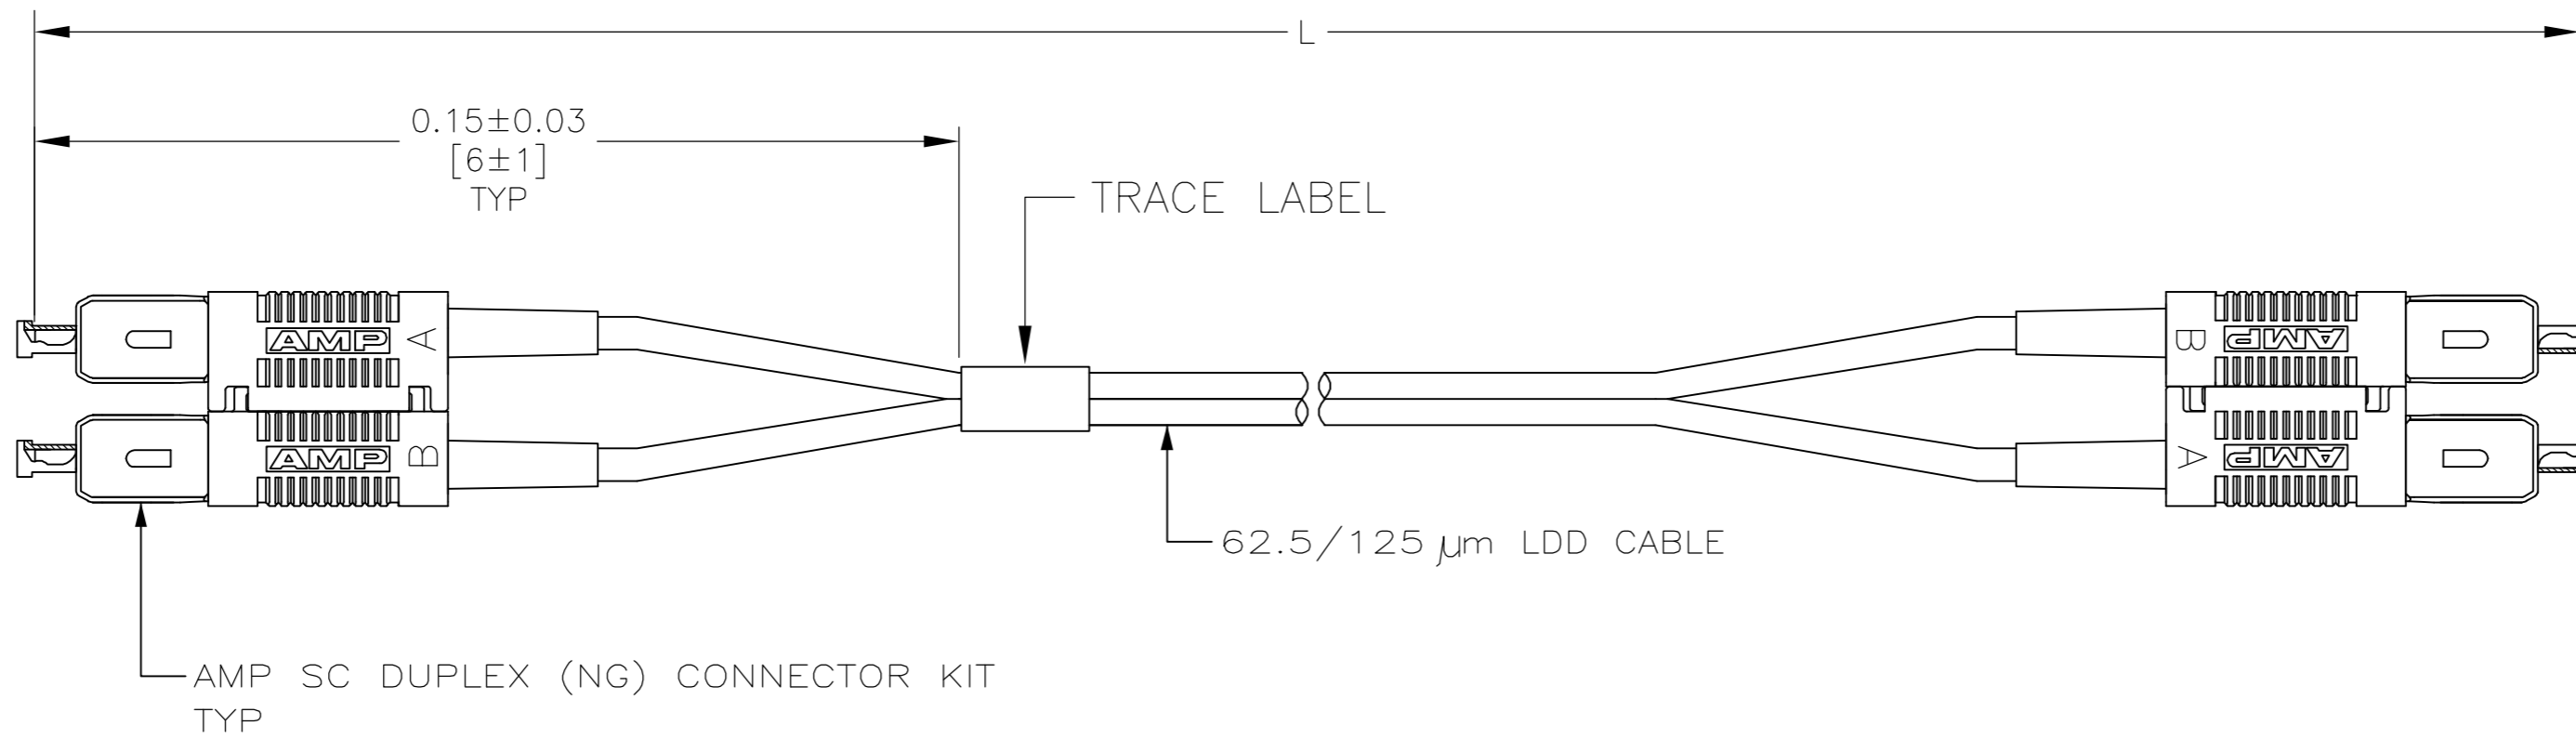 L
0.15±0.03
[6±1]
TYP
TRACE LABEL
AMP A
AMP B
B AMP
A AMP
62.5/125 μm LDD CABLE
AMP SC DUPLEX (NG) CONNECTOR KIT
TYP